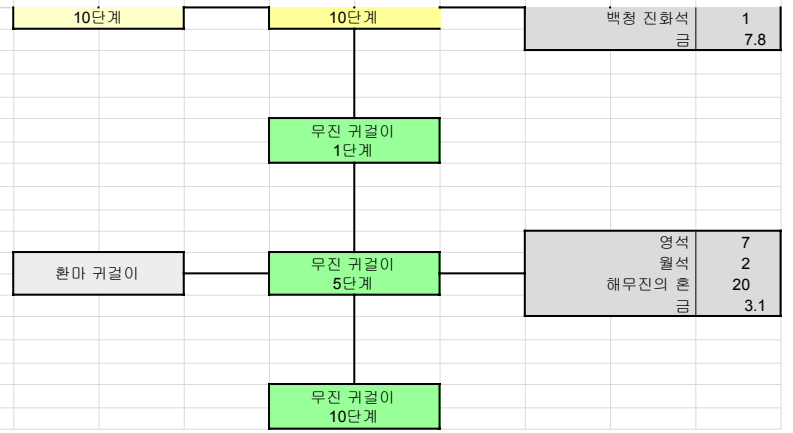 10단계
10단계
백청 진화석 1
금 7.8
무진 귀걸이
1단계
영석 7
월석 2
해무진의 혼 20
금 3.1
환마 귀걸이
무진 귀걸이
5단계
무진 귀걸이
10단계